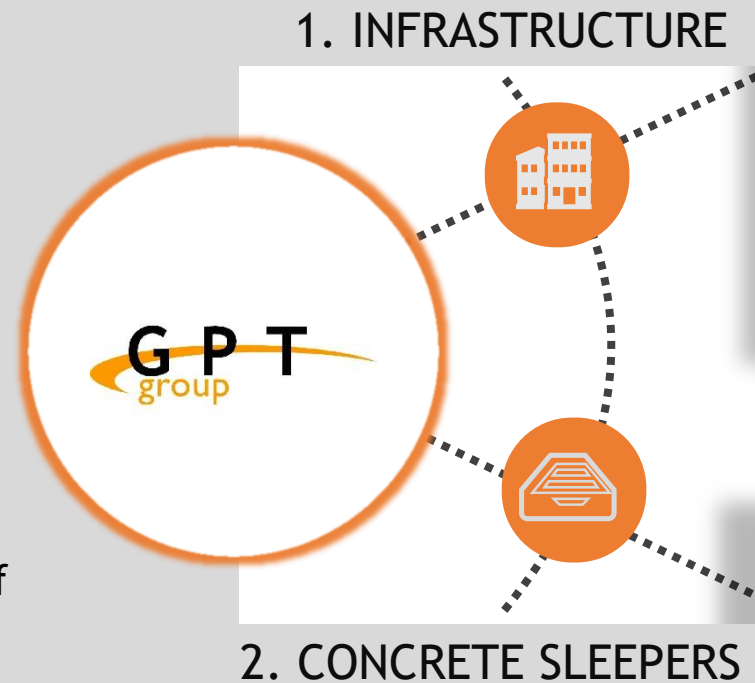 1. INFRASTRUCTURE
G P T
group
f
2. CONCRETE SLEEPERS